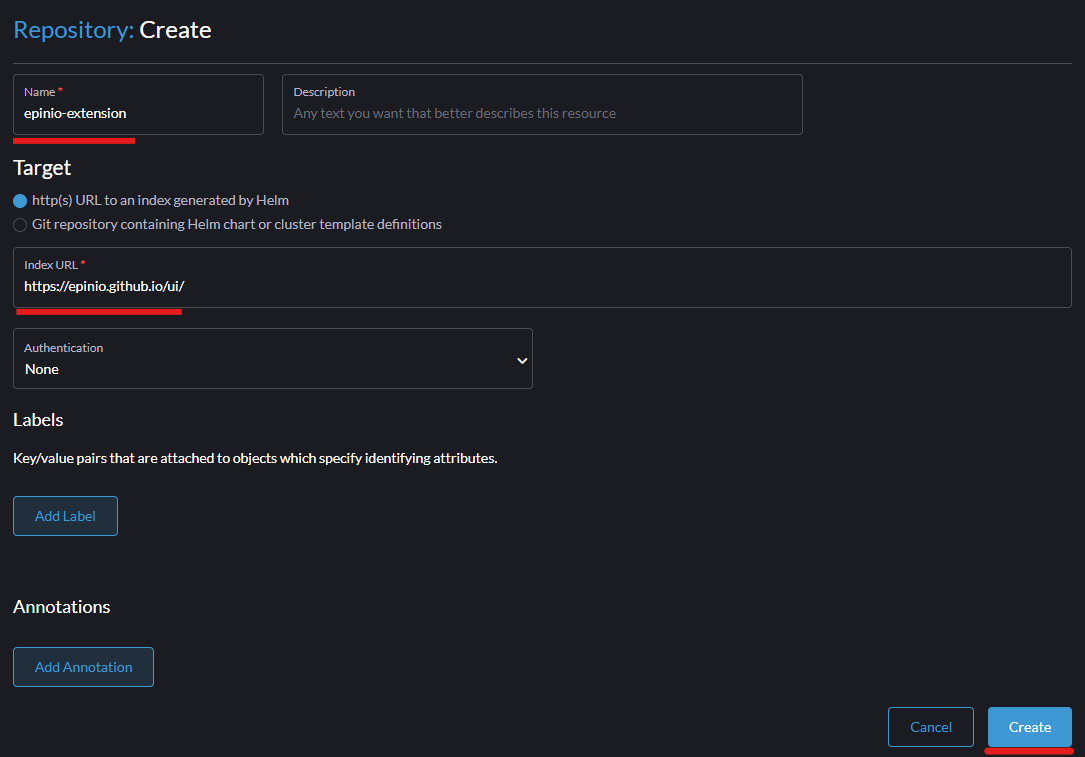 Repository: Create
Name *
epinio-extension
Description
Any text you want that better describes this resource
Target
http(s) URL to an index generated by Helm
Git repository containing Helm chart or cluster template definitions
Index URL *
https://epinio.github.io/ui/
Authentication
None
Labels
Key/value pairs that are attached to objects which specify identifying attributes.
Add Label
Annotations
Add Annotation
Cancel
Create